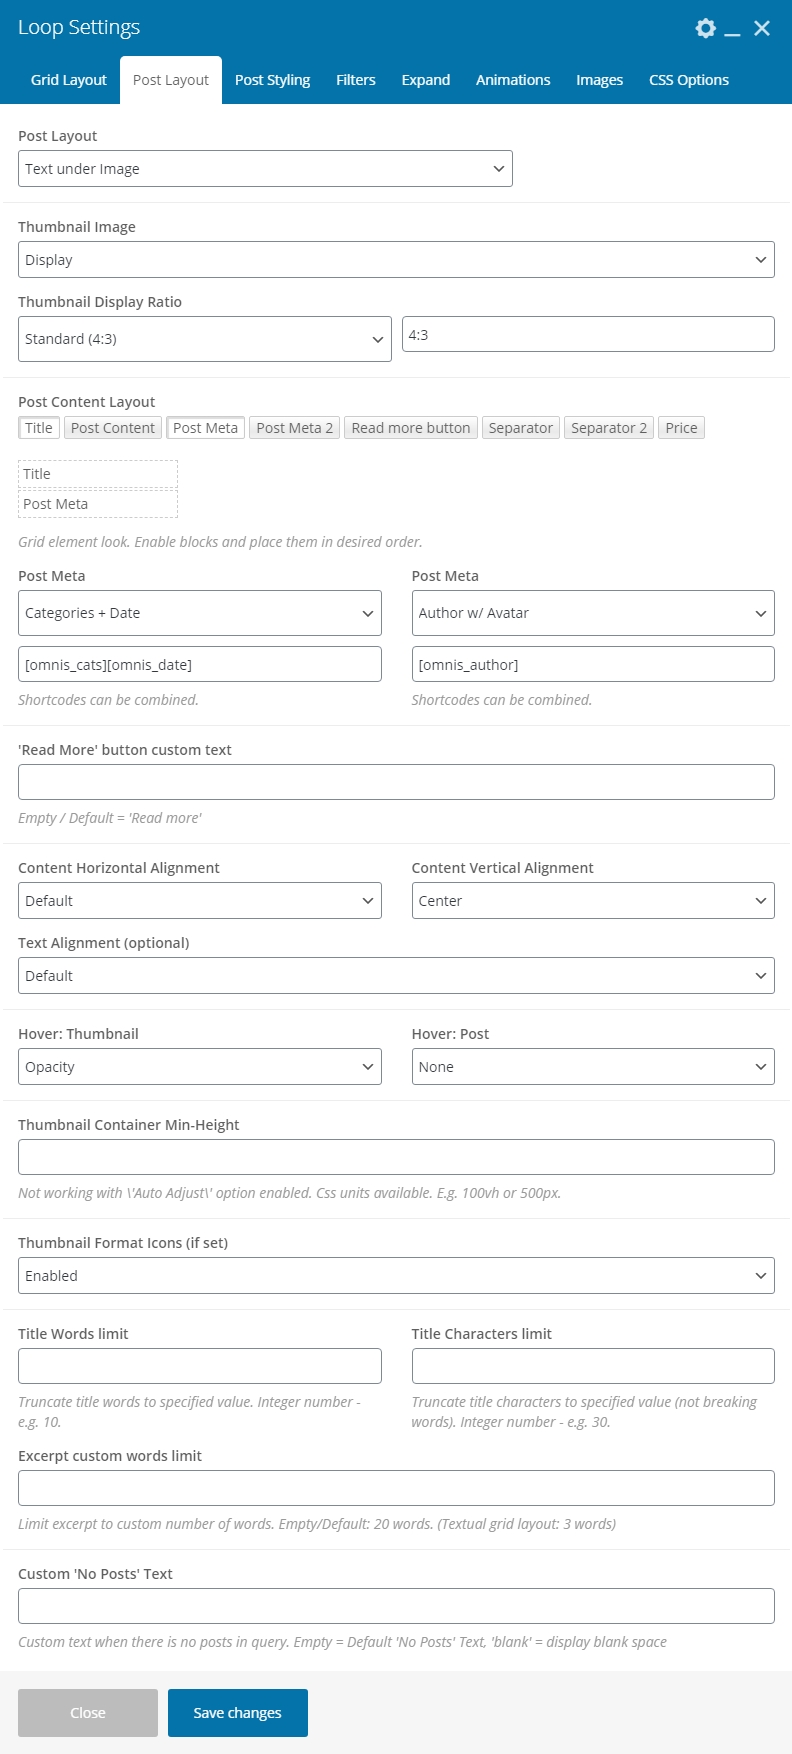 Loop Settings
Grid Layout Post Layout Post Styling Filters Expand Animations Images CSS Options
Post Layout
Text under Image
Thumbnail Image
Display
Thumbnail Display Ratio
Standard (4:3) 4:3
Post Content Layout
Title Post Content Post Meta Post Meta 2 Read more button Separator Separator 2 Price
Title
Post Meta
Grid element look. Enable blocks and place them in desired order.
Post Meta Post Meta
Categories + Date Author w/ Avatar
[omnis_cats][omnis_date] [omnis_author]
Shortcodes can be combined. Shortcodes can be combined.
'Read More' button custom text
Empty / Default = 'Read more'
Content Horizontal Alignment Content Vertical Alignment
Default Center
Text Alignment (optional)
Default
Hover: Thumbnail Hover: Post
Opacity None
Thumbnail Container Min-Height
Not working with \'Auto Adjust\' option enabled. Css units available. E.g. 100vh or 500px.
Thumbnail Format Icons (if set)
Enabled
Title Words limit Title Characters limit
Truncate title words to specified value. Integer number - Truncate title characters to specified value (not breaking
e.g. 10. words). Integer number - e.g. 30.
Excerpt custom words limit
Limit excerpt to custom number of words. Empty/Default: 20 words. (Textual grid layout: 3 words)
Custom 'No Posts' Text
Custom text when there is no posts in query. Empty = Default 'No Posts' Text, 'blank' = display blank space
Close Save changes